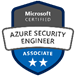 Microsoft
CERTIFIED
AZURE SECURITY
ENGINEER
ASSOCIATE